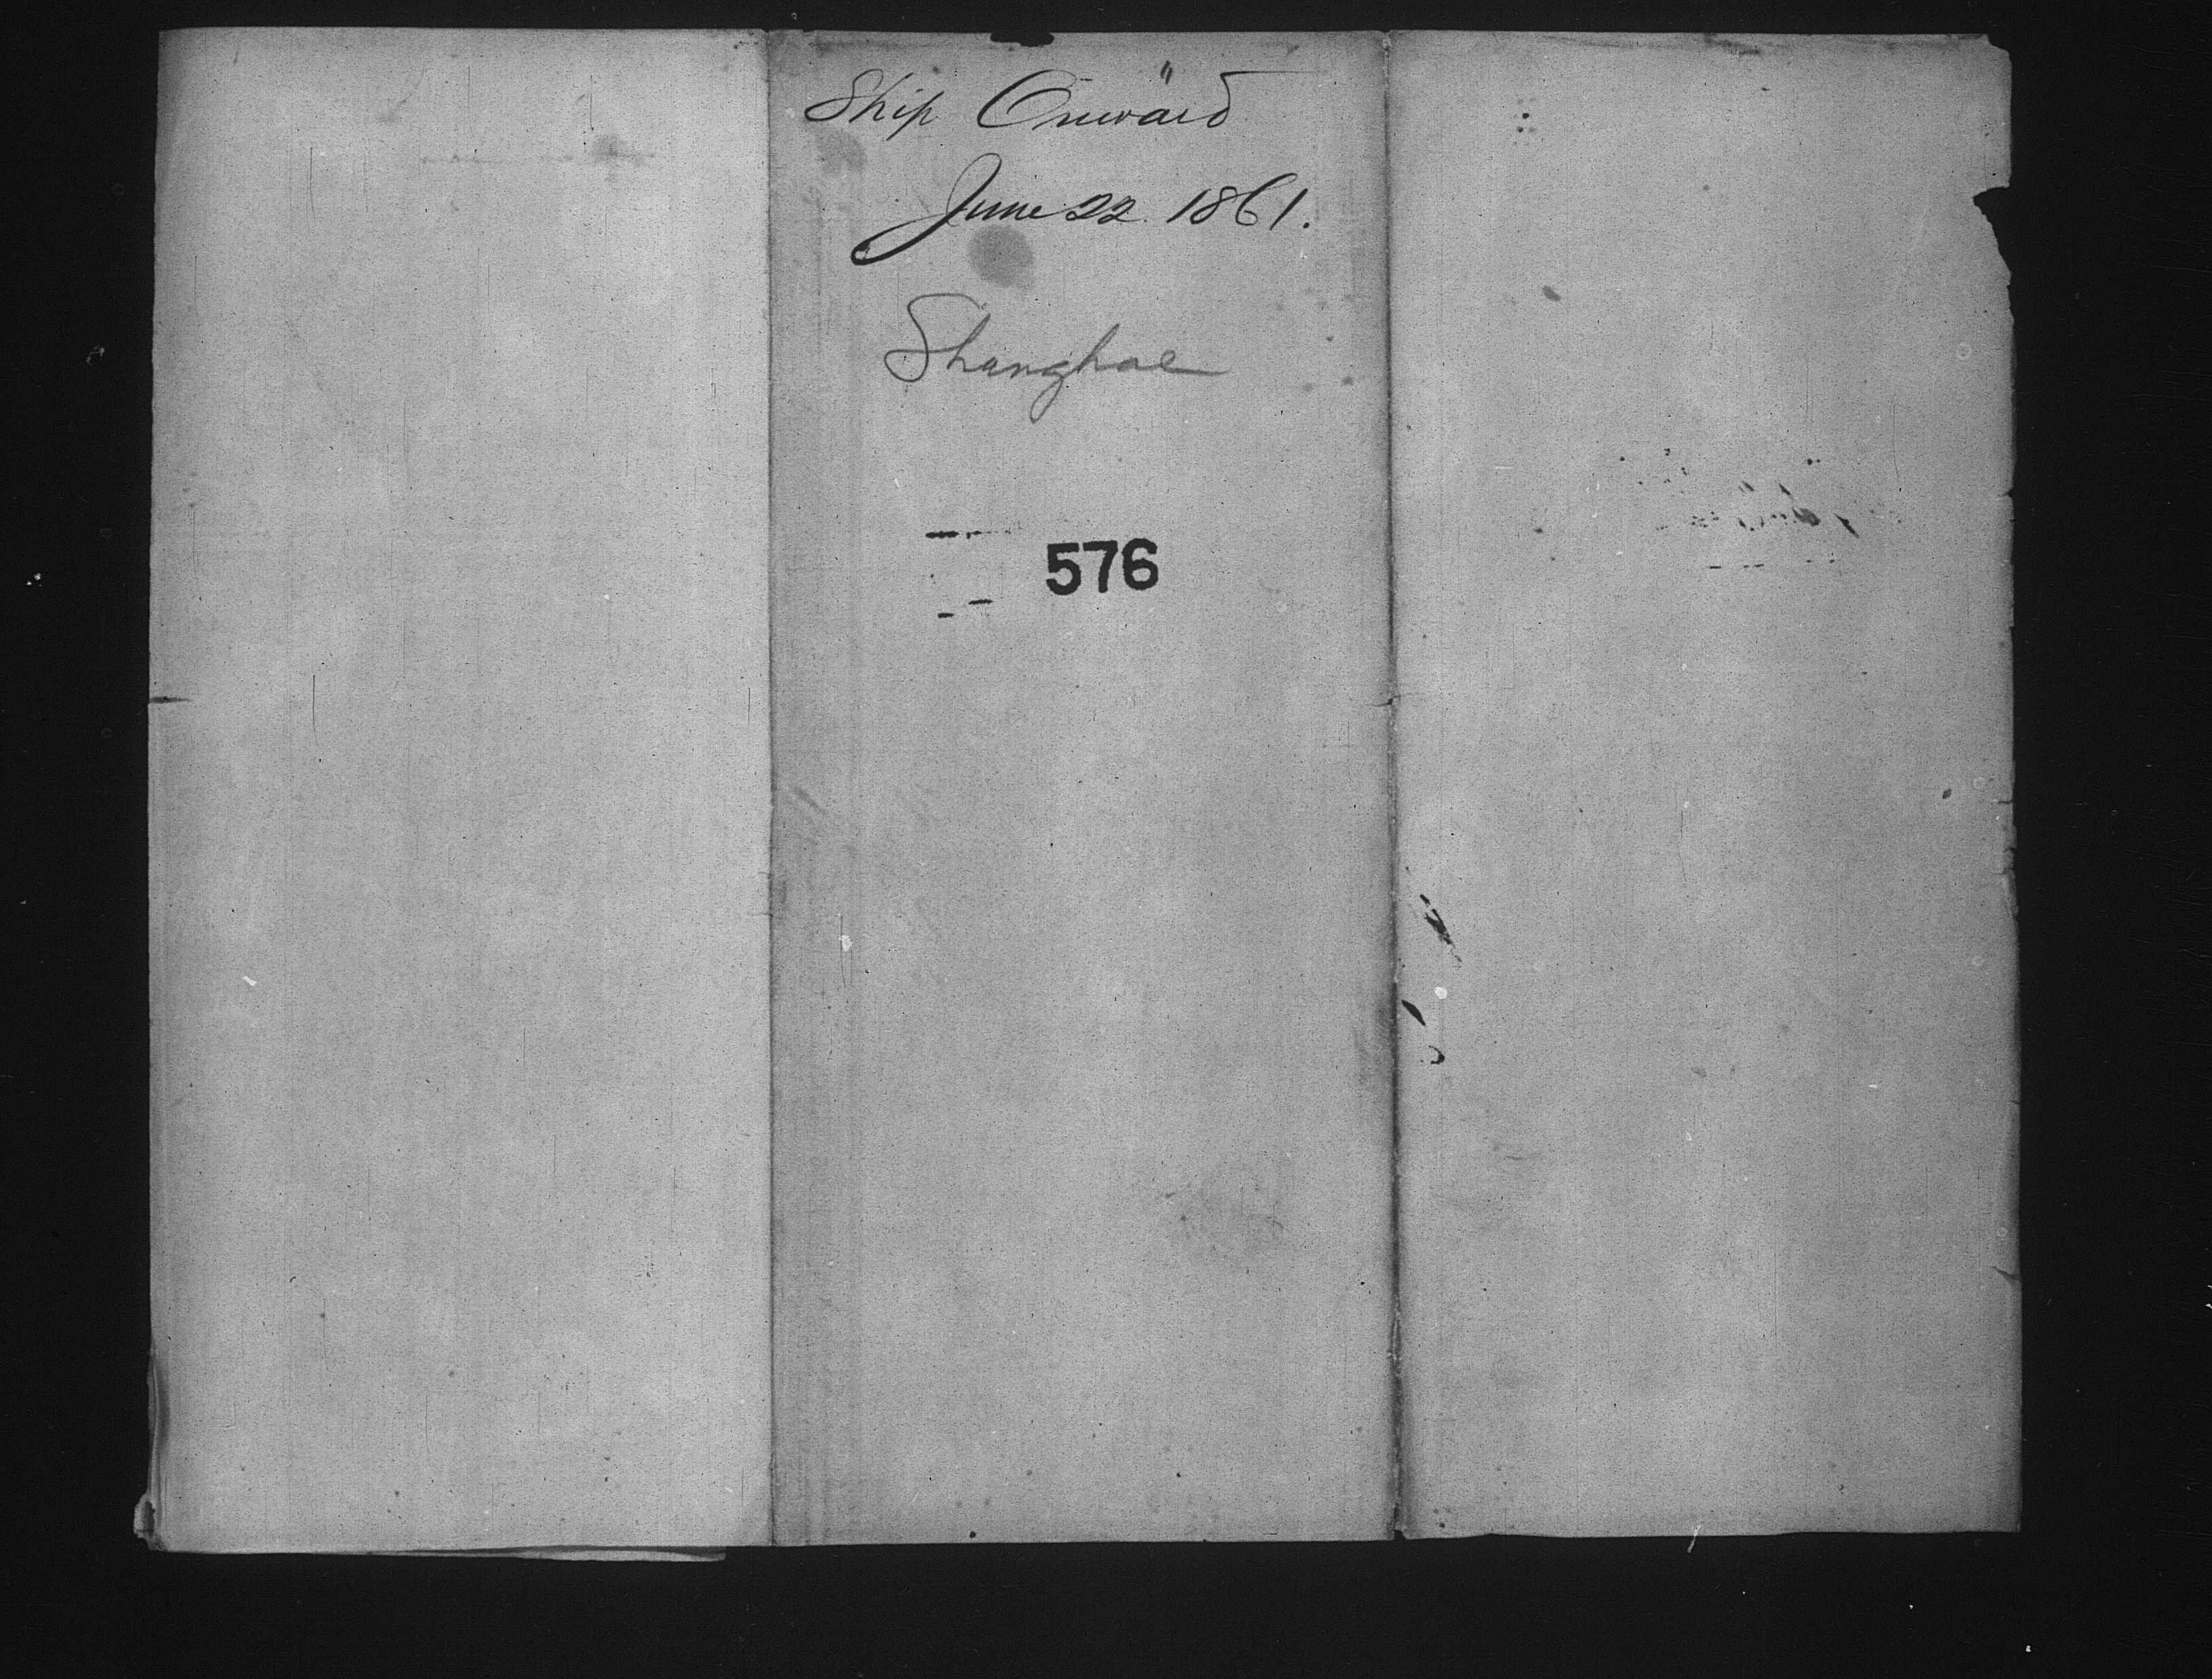 Ship Onward"
June 22. 1861.
Shanghae
576